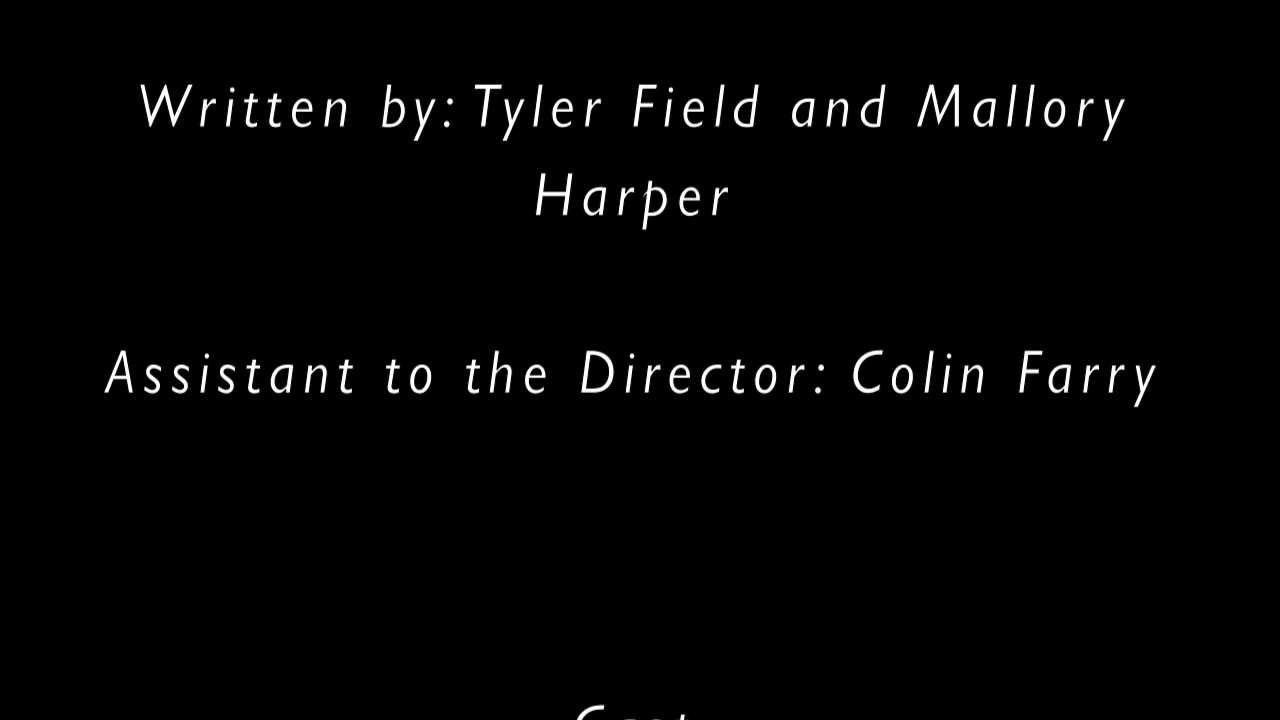 Written by: Tyler Field and Mallory
Harper
Assistant to the Director: Colin Farry